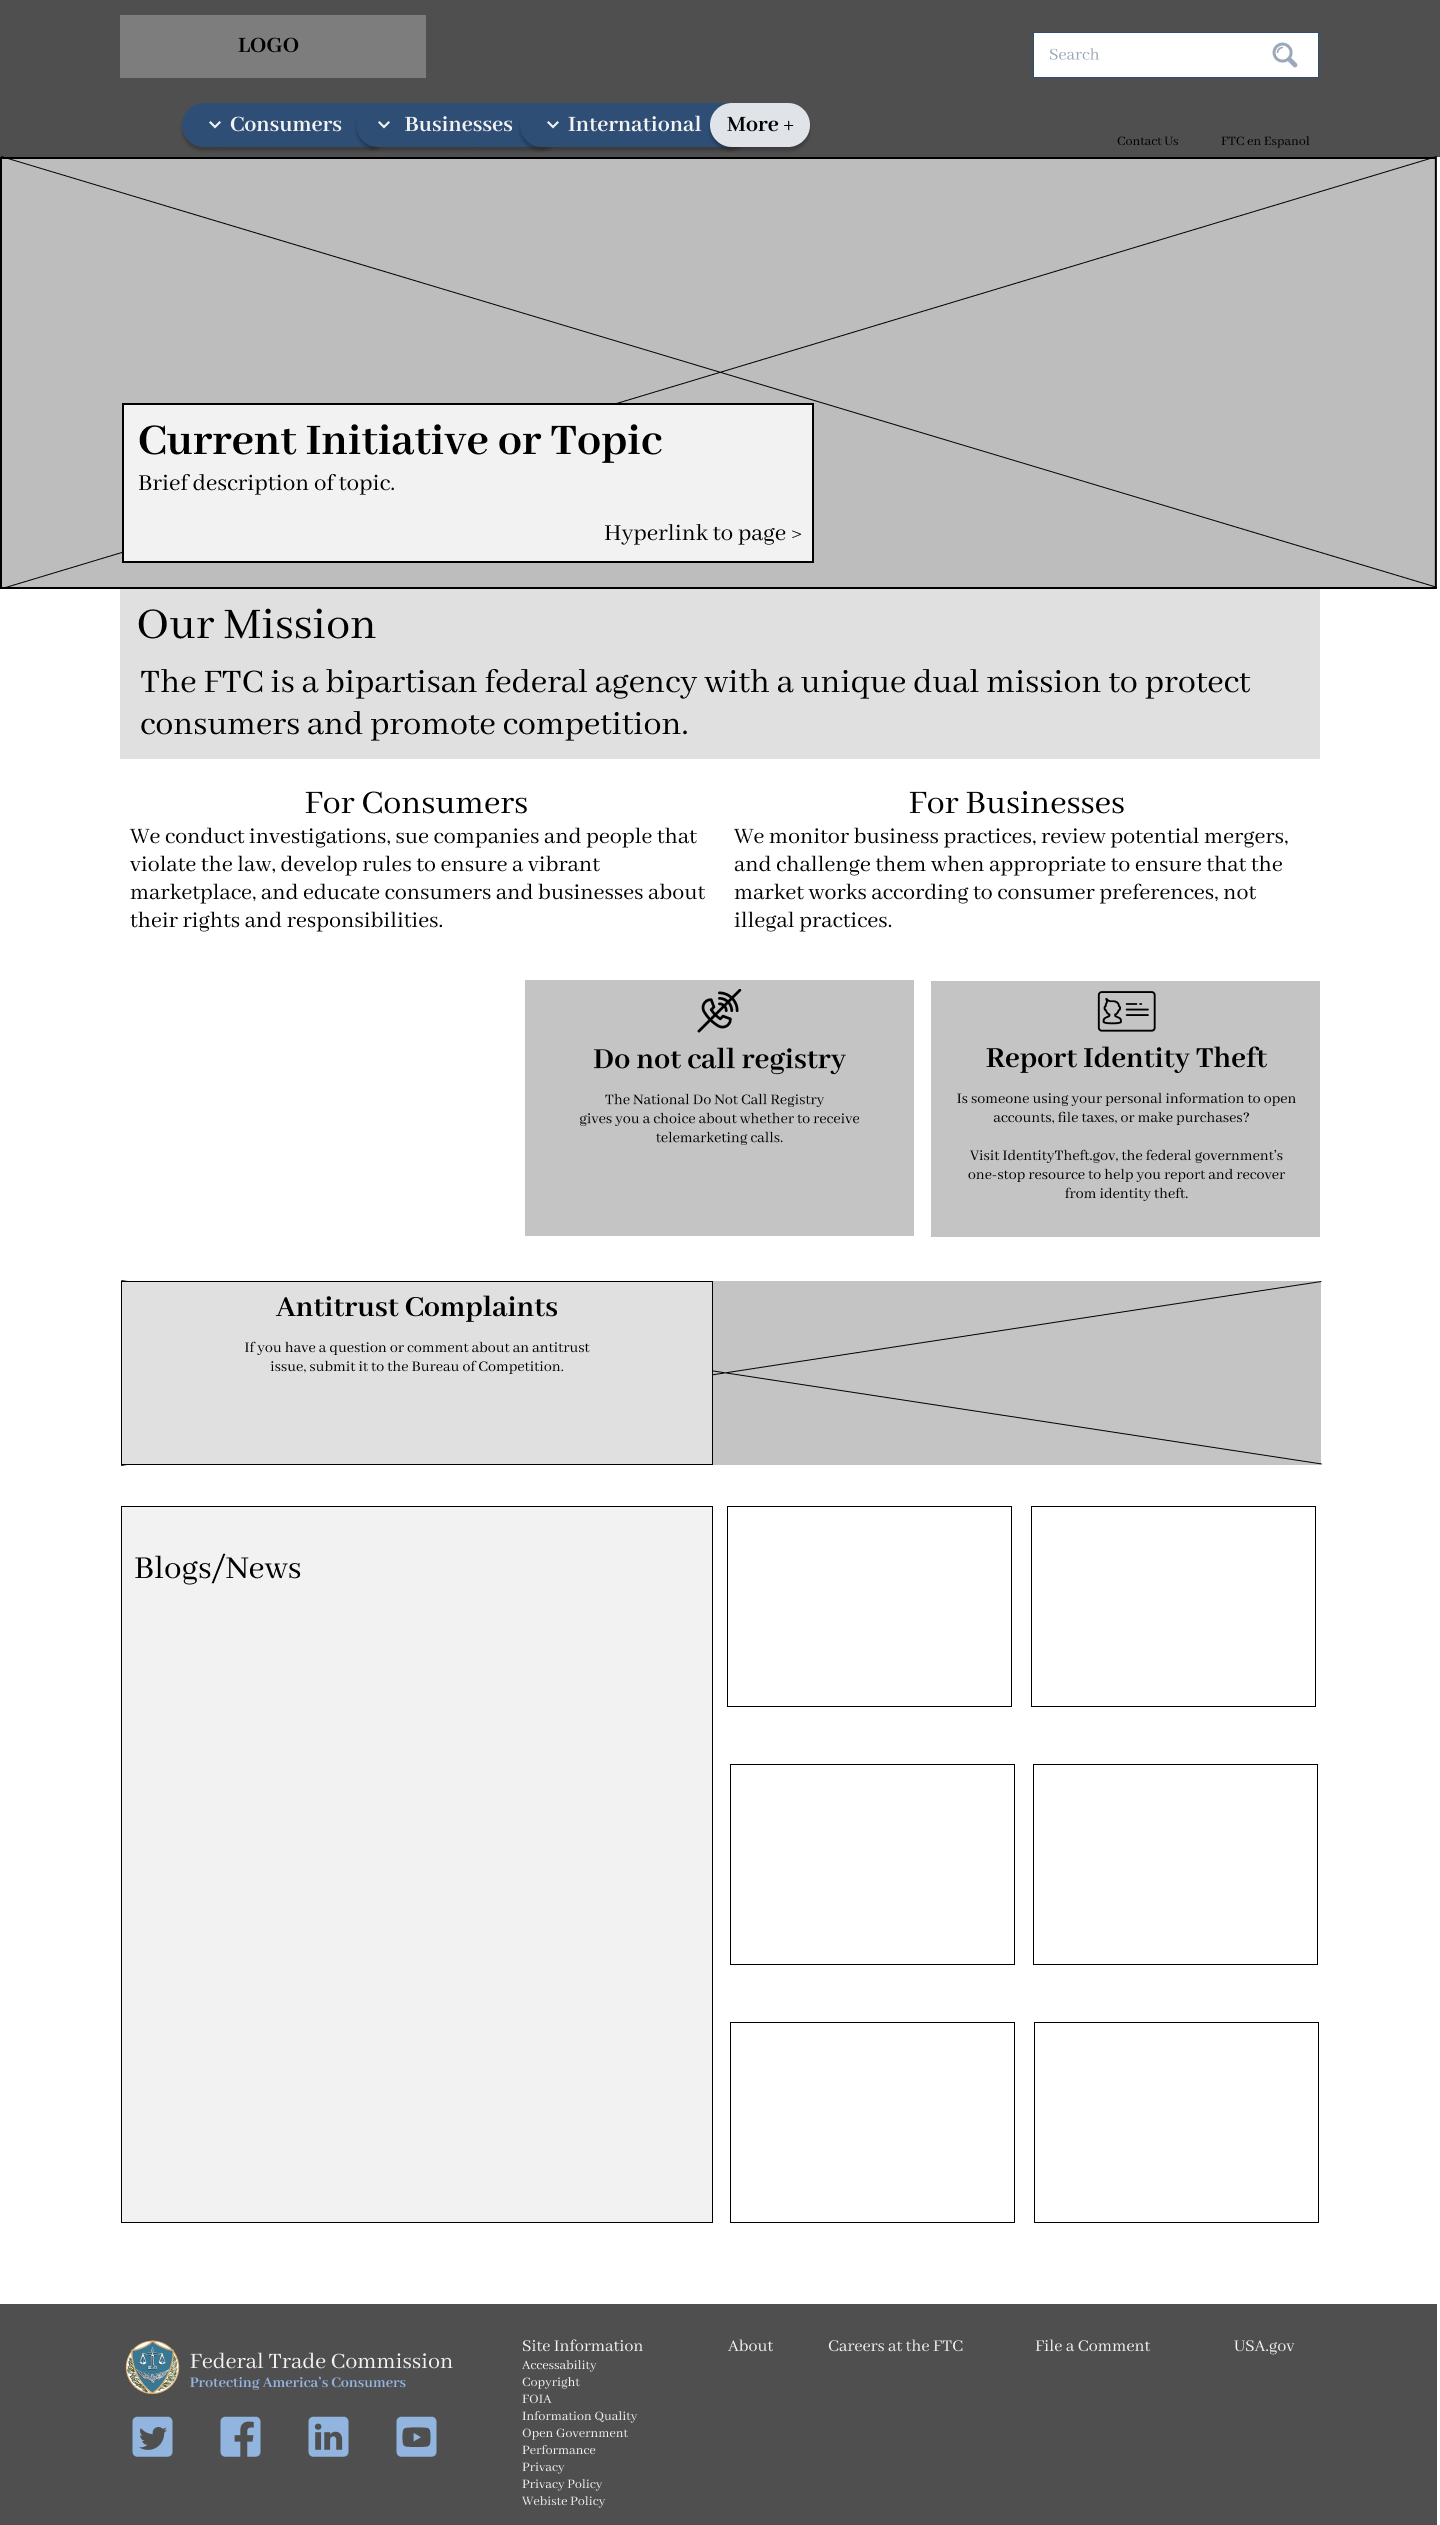 LOGO
Search
Consumers
Businesses
International
More +
Contact Us
FTC en Espanol
Current Initiative or Topic
Brief description of topic.
Hyperlink to page >
Our Mission
The FTC is a bipartisan federal agency with a unique dual mission to protect
consumers and promote competition.
For Consumers
We conduct investigations, sue companies and people that
violate the law, develop rules to ensure a vibrant
marketplace, and educate consumers and businesses about
their rights and responsibilities.
For Businesses
We monitor business practices, review potential mergers,
and challenge them when appropriate to ensure that the
market works according to consumer preferences, not
illegal practices.
Do not call registry
The National Do Not Call Registry
gives you a choice about whether to receive
telemarketing calls.
Report Identity Theft
Is someone using your personal information to open
accounts, file taxes, or make purchases?
Visit IdentityTheft.gov, the federal government's
one-stop resource to help you report and recover
from identity theft.
Antitrust Complaints
If you have a question or comment about an antitrust
issue, submit it to the Bureau of Competition.
Blogs/News
Federal Trade Commission
Protecting America's Consumers
Site Information
Accessability
Copyright
FOIA
Information Quality
Open Government
Performance
Privacy
Privacy Policy
Webiste Policy
About
Careers at the FTC
File a Comment
USA.gov